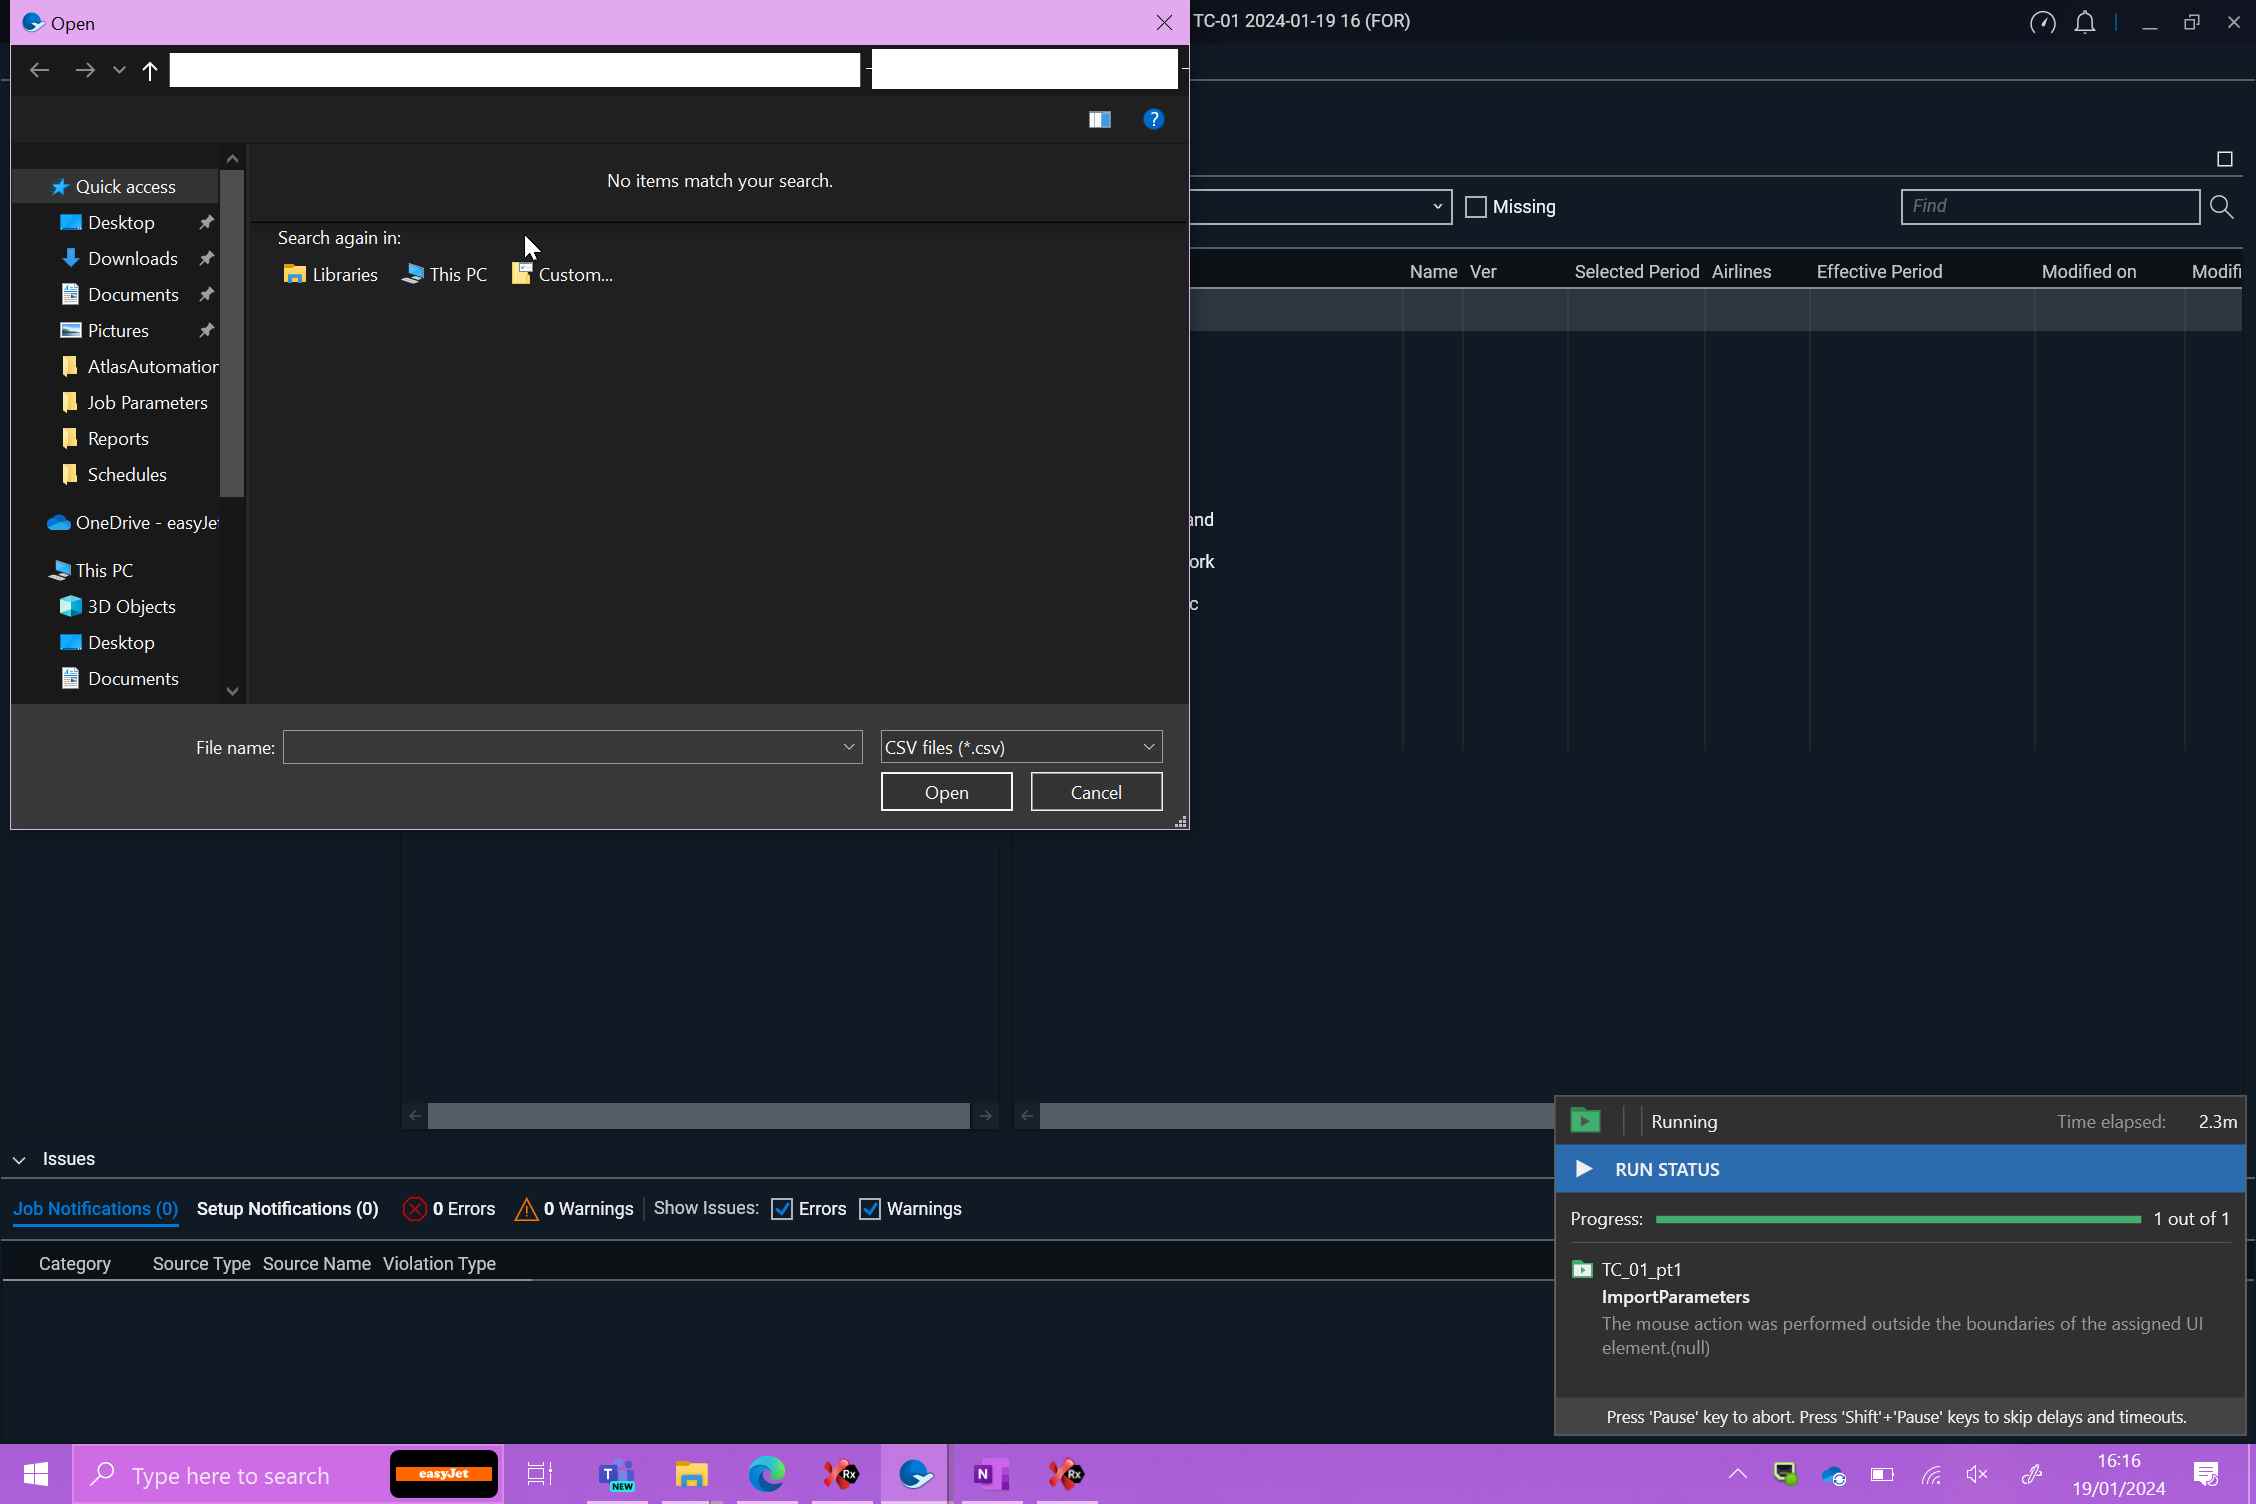 Open
TC-01 2024-01-19 16 (FOR)
No items match your search.
Search again in:
Libraries
This PC
Custom...
Quick access
Desktop
Downloads
Documents
Pictures
AtlasAutomation
Job Parameters
Reports
Schedules
OneDrive - easyJet
This PC
3D Objects
Desktop
Documents
File name:
CSV files (*.csv)
Open
Cancel
Missing
Find
Name
Ver
Selected Period
Airlines
Effective Period
Modified on
Modifi
and
ork
c
Issues
Job Notifications (0)
Setup Notifications (0)
0 Errors
0 Warnings
Show Issues:
Errors
Warnings
Category
Source Type
Source Name
Violation Type
Running
Time elapsed:
2.3m
RUN STATUS
Progress:
1 out of 1
TC_01_pt1
ImportParameters
The mouse action was performed outside the boundaries of the assigned UI
element.(null)
Press 'Pause' key to abort. Press 'Shift'+'Pause' keys to skip delays and timeouts.
Type here to search
easyJet
T
NEW
Rx
N
Rx
16:16
19/01/2024